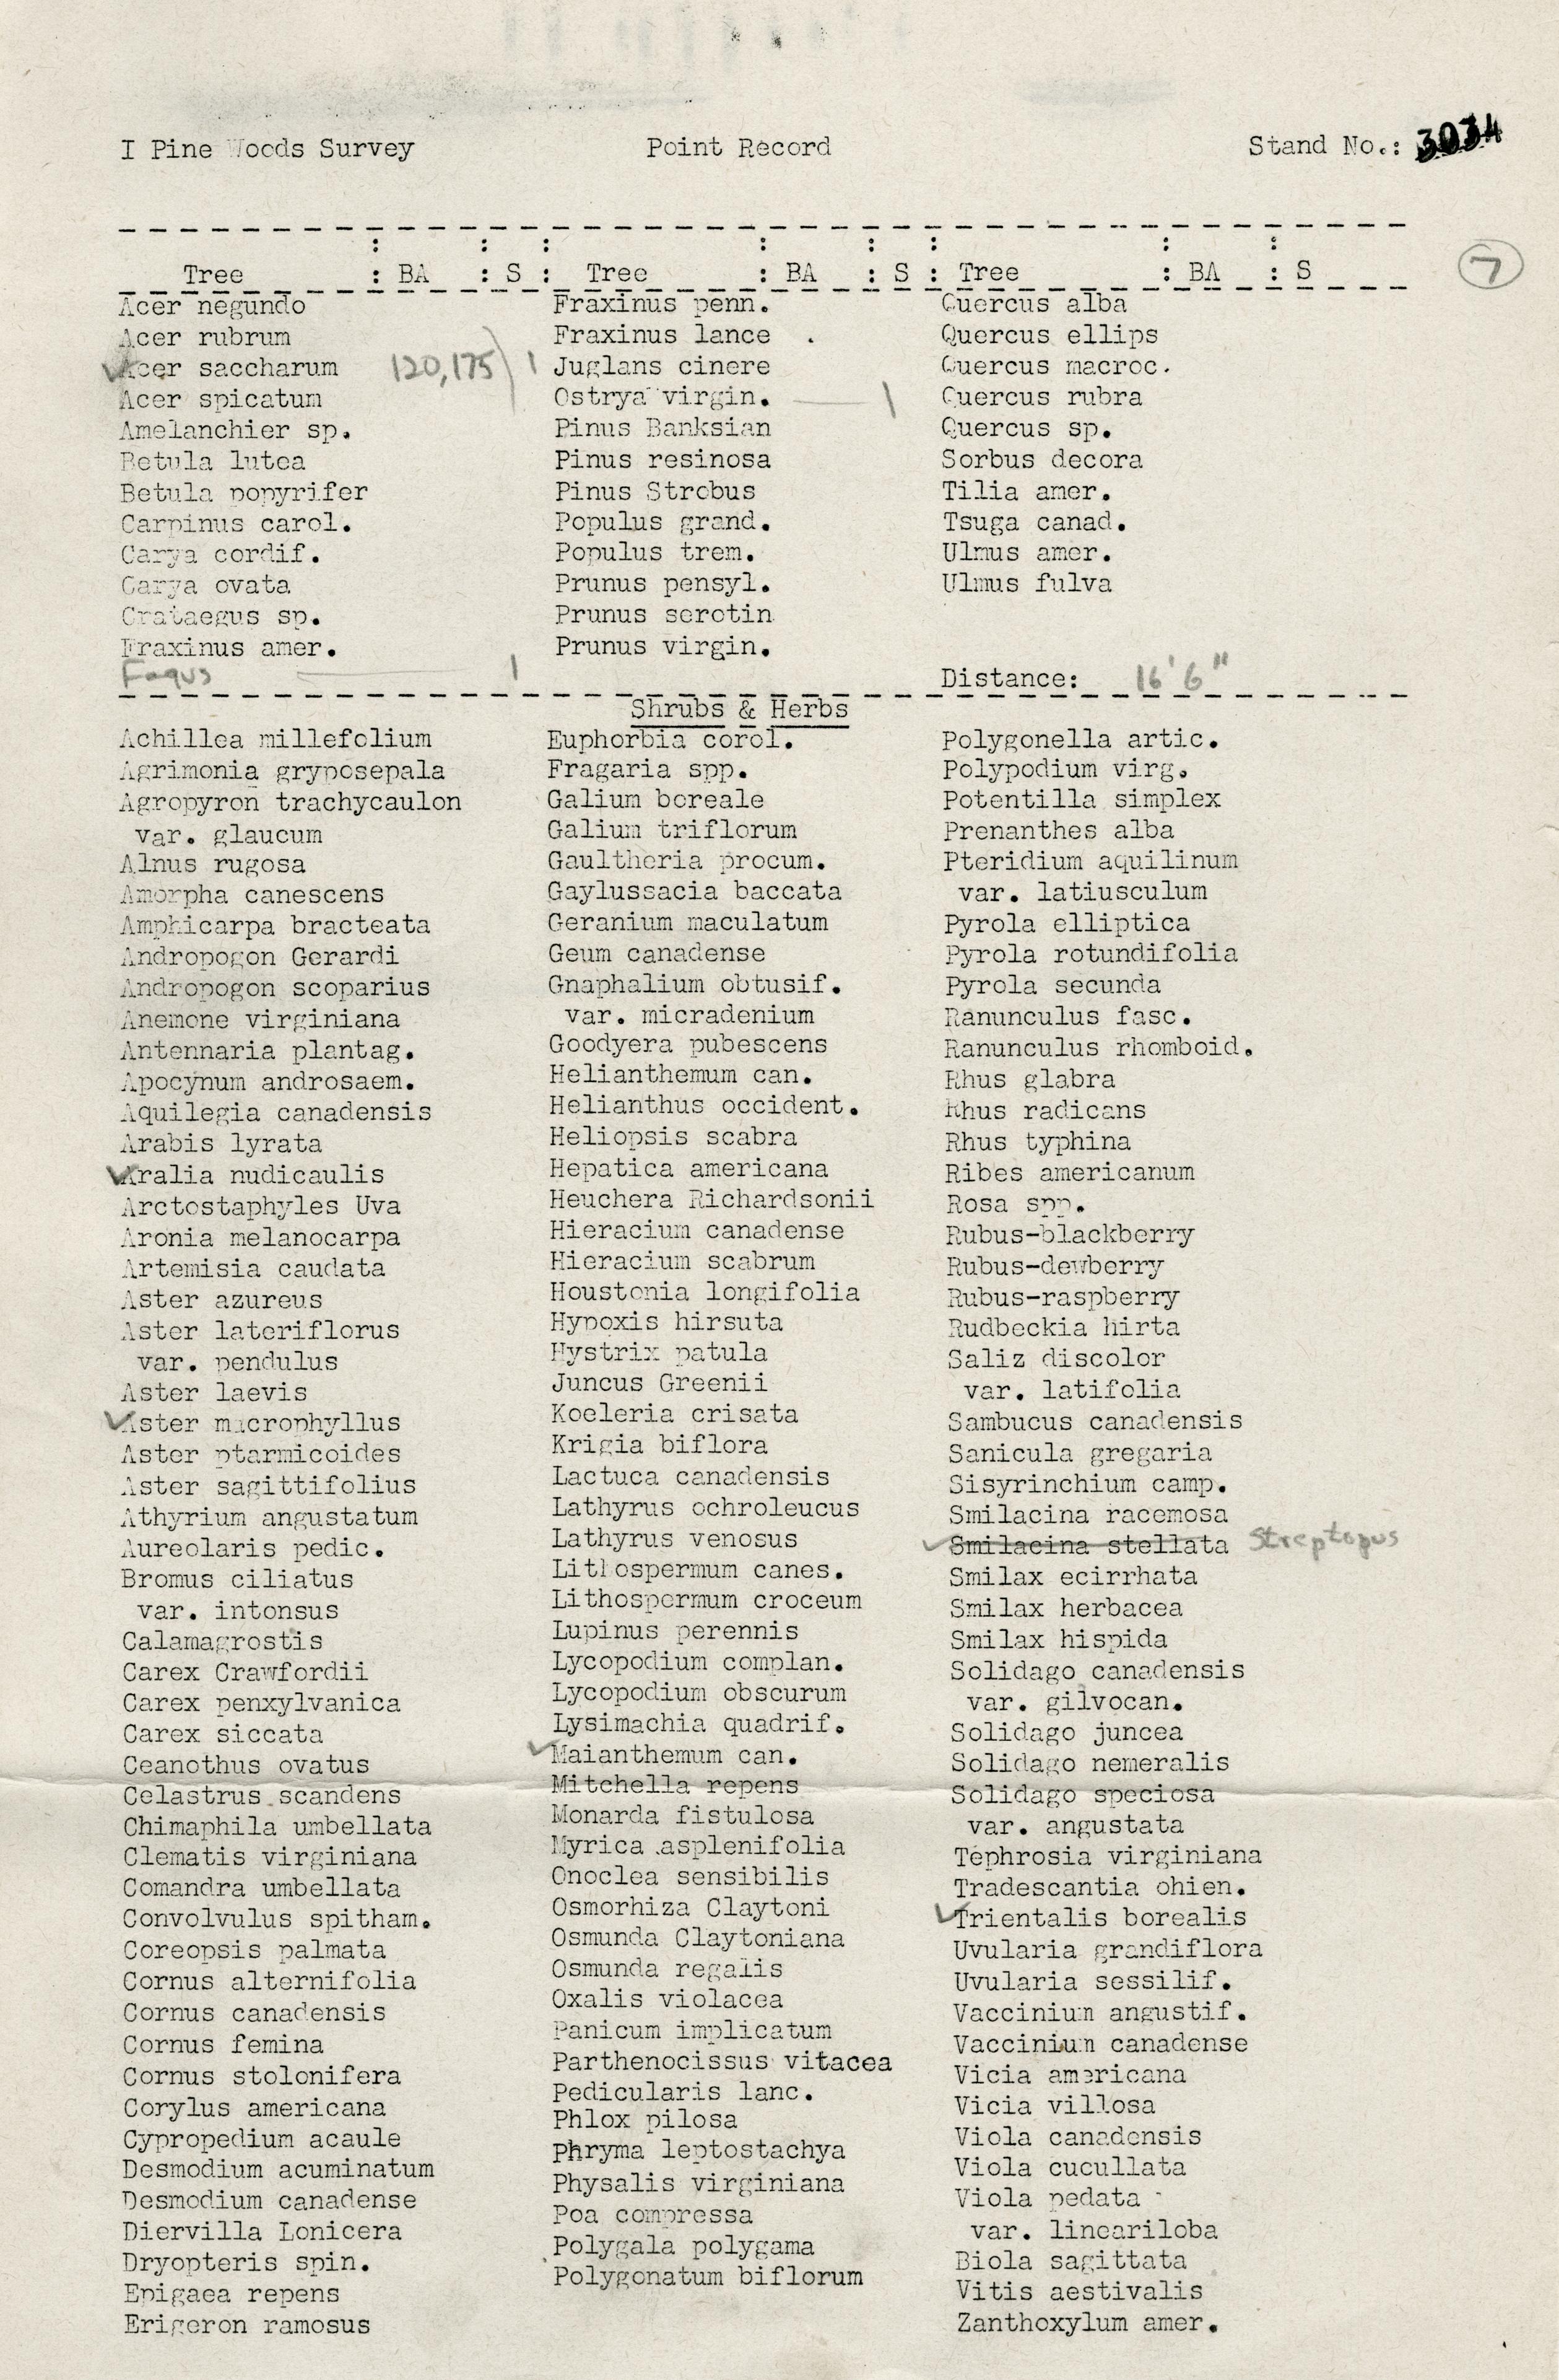 I Pine Woods Survey Point Record Stand No.: 3034
: : : : : : : :
Tree : BA : S : Tree : BA : S : Tree : BA : S
7
Acer negundo
Acer rubrum
✓ Acer saccharum 120,175 1
Acer spicatum
Amelanchier sp.
Betula lutea
Betula popyrifer
Carpinus carol.
Carya cordif.
Carya ovata
Crataegus sp.
Fraxinus amer.
Fagus 1
Fraxinus penn.
Fraxinus lance .
Juglans cinere
Ostrya virgin. 1
Pinus Banksian
Pinus resinosa
Pinus Strobus
Populus grand.
Populus trem.
Prunus pensyl.
Prunus serotin
Prunus virgin.
Quercus alba
Quercus ellips
Quercus macroc.
Quercus rubra
Quercus sp.
Sorbus decora
Tilia amer.
Tsuga canad.
Ulmus amer.
Ulmus fulva
Distance: 16'6"
Shrubs & Herbs
Achillea millefolium
Agrimonia gryposepala
Agropyron trachycaulon
var. glaucum
Alnus rugosa
Amorpha canescens
Amphicarpa bracteata
Andropogon Gerardi
Andropogon scoparius
Anemone virginiana
Antennaria plantag.
Apocynum androsaem.
Aquilegia canadensis
Arabis lyrata
✓ Aralia nudicaulis
Arctostaphyles Uva
Aronia melanocarpa
Artemisia caudata
Aster azureus
Aster lateriflorus
var. pendulus
Aster laevis
✓ Aster macrophyllus
Aster ptarmicoides
Aster sagittifolius
Athyrium angustatum
Aureolaris pedic.
Bromus ciliatus
var. intonsus
Calamagrostis
Carex Crawfordii
Carex penxylvanica
Carex siccata
Ceanothus ovatus
Celastrus scandens
Chimaphila umbellata
Clematis virginiana
Comandra umbellata
Convolvulus spitham.
Coreopsis palmata
Cornus alternifolia
Cornus canadensis
Cornus femina
Cornus stolonifera
Corylus americana
Cypropedium acaule
Desmodium acuminatum
Desmodium canadense
Diervilla Lonicera
Dryopteris spin.
Epigaea repens
Erigeron ramosus
Euphorbia corol.
Fragaria spp.
Galium boreale
Galium triflorum
Gaultheria procum.
Gaylussacia baccata
Geranium maculatum
Geum canadense
Gnaphalium obtusif.
var. micradenium
Goodyera pubescens
Helianthemum can.
Helianthus occident.
Heliopsis scabra
Hepatica americana
Heuchera Richardsonii
Hieracium canadense
Hieracium scabrum
Houstonia longifolia
Hypoxis hirsuta
Hystrix patula
Juncus Greenii
Koeleria crisata
Krigia biflora
Lactuca canadensis
Lathyrus ochroleucus
Lathyrus venosus
Lithospermum canes.
Lithospermum croceum
Lupinus perennis
Lycopodium complan.
Lycopodium obscurum
Lysimachia quadrif.
✓ Maianthemum can.
Mitchella repens
Monarda fistulosa
Myrica asplenifolia
Onoclea sensibilis
Osmorhiza Claytoni
Osmunda Claytoniana
Osmunda regalis
Oxalis violacea
Panicum implicatum
Parthenocissus vitacea
Pedicularis lanc.
Phlox pilosa
Phryma leptostachya
Physalis virginiana
Poa compressa
Polygala polygama
Polygonatum biflorum
Polygonella artic.
Polypodium virg.
Potentilla simplex
Prenanthes alba
Pteridium aquilinum
var. latiusculum
Pyrola elliptica
Pyrola rotundifolia
Pyrola secunda
Ranunculus fasc.
Ranunculus rhomboid.
Rhus glabra
Rhus radicans
Rhus typhina
Ribes americanum
Rosa spp.
Rubus-blackberry
Rubus-dewberry
Rubus-raspberry
Rudbeckia hirta
Saliz discolor
var. latifolia
Sambucus canadensis
Sanicula gregaria
Sisyrinchium camp.
Smilacina racemosa
✓ Smilacina stellata Streptopus
Smilax ecirrhata
Smilax herbacea
Smilax hispida
Solidago canadensis
var. gilvocan.
Solidago juncea
Solidago nemeralis
Solidago speciosa
var. angustata
Tephrosia virginiana
Tradescantia ohien.
✓ Trientalis borealis
Uvularia grandiflora
Uvularia sessilif.
Vaccinium angustif.
Vaccinium canadense
Vicia americana
Vicia villosa
Viola canadensis
Viola cucullata
Viola pedata
var. lineariloba
Biola sagittata
Vitis aestivalis
Zanthoxylum amer.